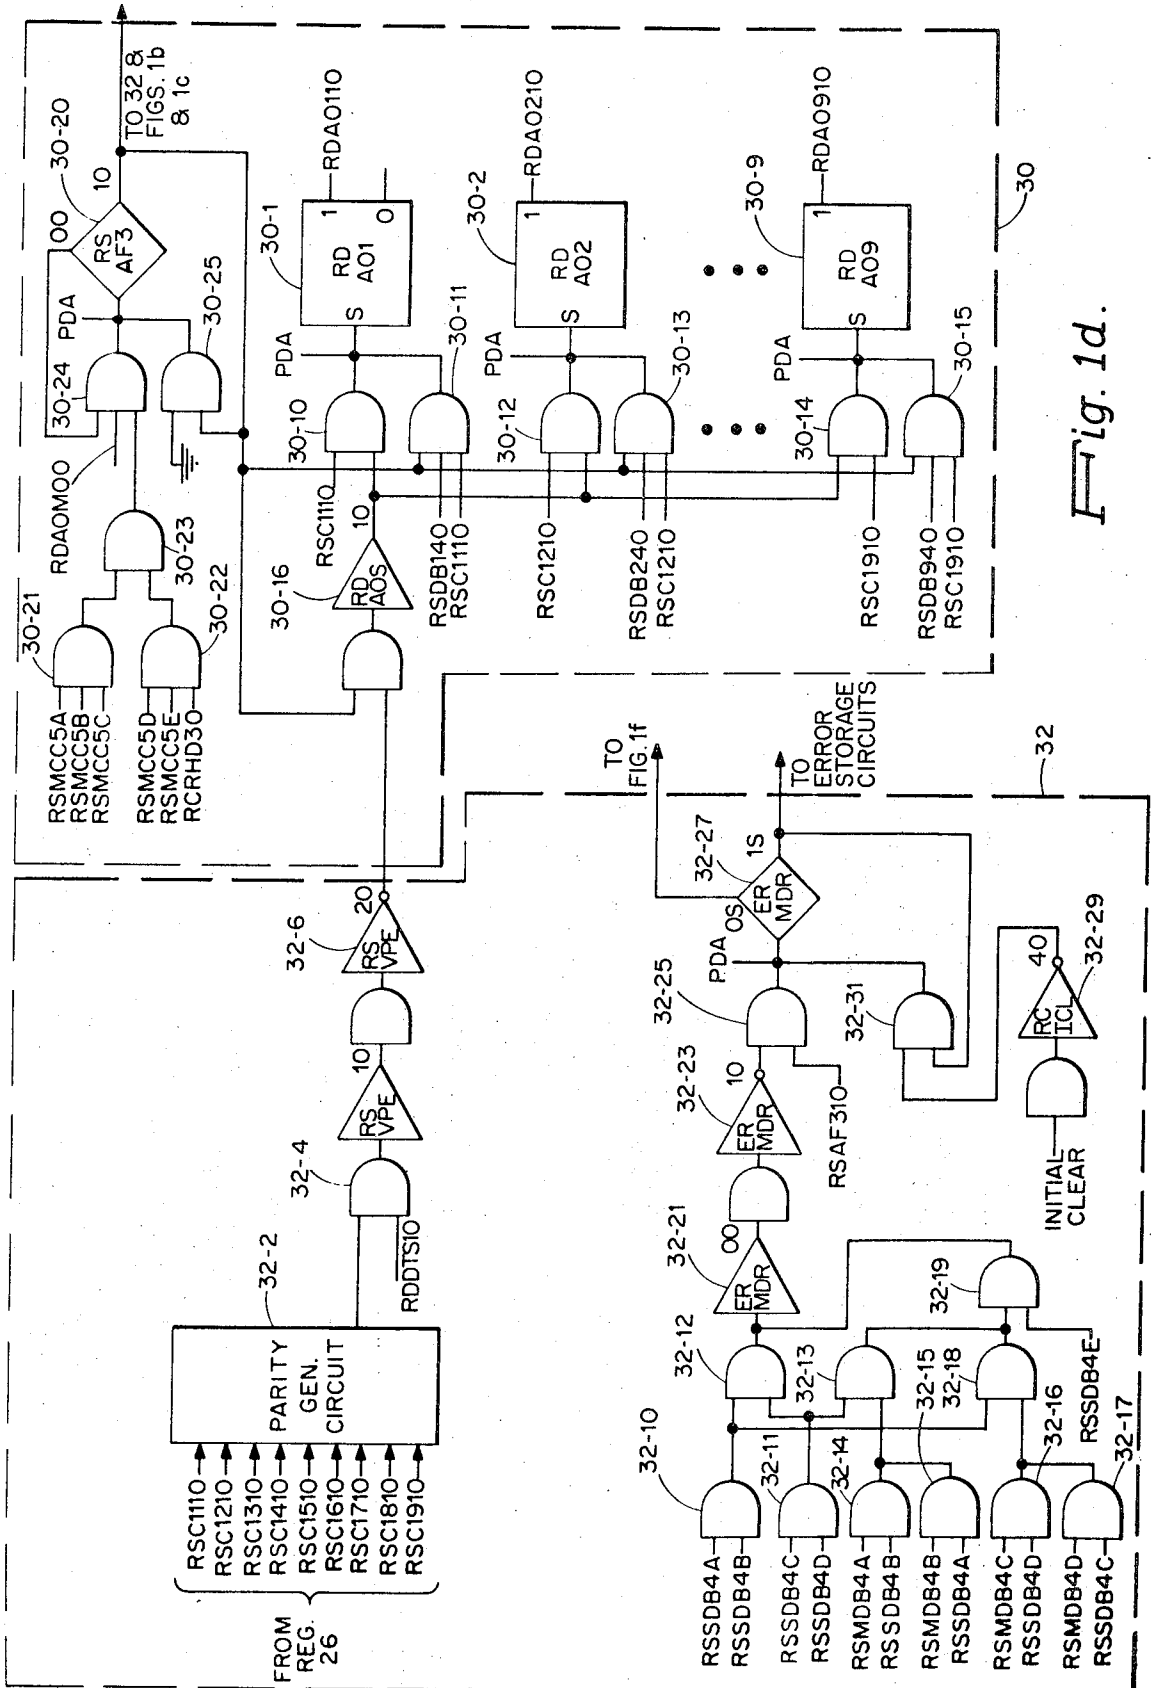 TO 32 &
FIGS. 1b
& 1c
30-20
10
00
RS
AF3
PDA
30-24
30-25
RDA0M00
30-23
30-21
30-22
RSMCC5A
RSMCC5B
RSMCC5C
RSMCC5D
RSMCC5E
RCRHD30
30-1
RD
A01
1
0
S
RDA0110
PDA
30-10
30-11
RSC1110
RSDB140
RSC1110
10
RD
A0S
30-16
30-2
RD
A02
1
S
RDA0210
PDA
30-12
30-13
RSC1210
RSDB240
RSC1210
30-9
RD
A09
1
S
RDA0910
PDA
30-14
30-15
RSC1910
RSDB940
RSC1910
30
Fig. 1d.
20
32-6
RS
VPE
10
RS
VPE
32-4
RDDTS10
32-2
PARITY
GEN.
CIRCUIT
RSC1110
RSC1210
RSC1310
RSC1410
RSC1510
RSC1610
RSC1710
RSC1810
RSC1910
FROM
REG.
26
TO
FIG. 1f
TO
ERROR
STORAGE
CIRCUITS
32
32-27
1S
0S
ER
MDR
PDA
32-25
32-31
40
32-29
RC
ICL
INITIAL
CLEAR
32-23
10
ER
MDR
RSAF310
32-21
00
ER
MDR
32-19
32-12
32-13
32-15
32-18
32-16
RSSDB4E
32-17
32-10
32-11
32-14
RSSDB4A
RSSDB4B
RSSDB4C
RSSDB4D
RSMDB4A
RSSDB4B
RSMDB4B
RSSDB4A
RSMDB4C
RSSDB4D
RSMDB4D
RSSDB4C